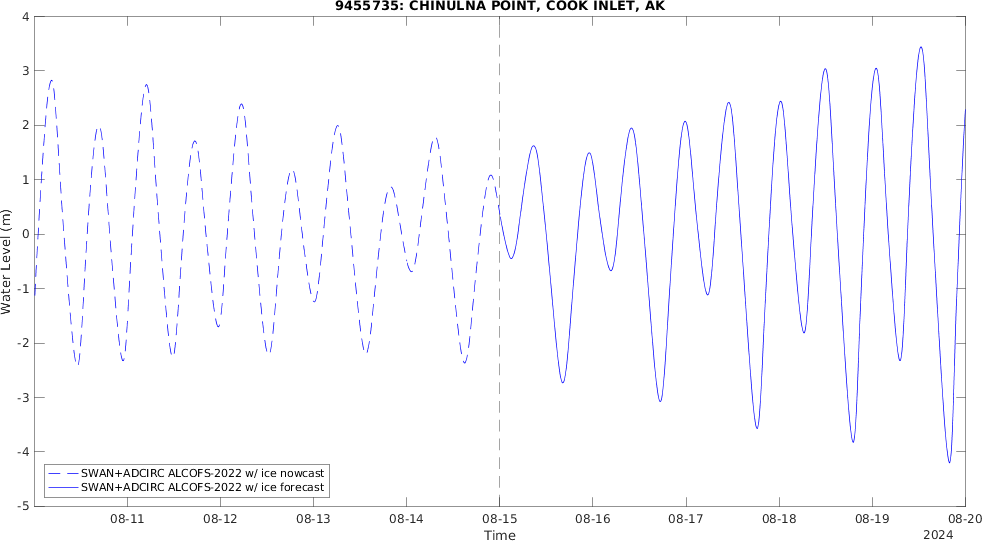 9455735: CHINULNA POINT, COOK INLET, AK
4
3
2
1
0
-1
-2
-3
-4
-5
Water Level (m)
SWAN+ADCIRC ALCOFS-2022 w/ ice nowcast
SWAN+ADCIRC ALCOFS-2022 w/ ice forecast
08-11 08-12 08-13 08-14 08-15 08-16 08-17 08-18 08-19 08-20
Time
2024